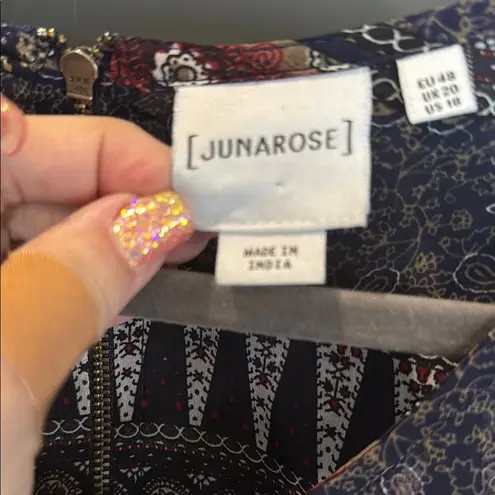 [JUNAROSE]
EU 48
UK 20
US 18
MADE IN
INDIA